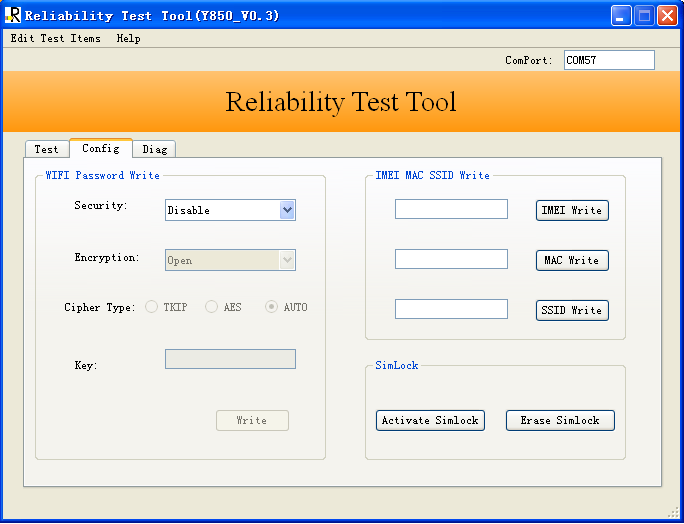 Reliability Test Tool(Y850_V0.3)
Edit Test Items Help
ComPort: COM57
Reliability Test Tool
Test Config Diag
WIFI Password Write
Security: Disable
Encryption: Open
Cipher Type: TKIP AES AUTO
Key:
Write
IMEI MAC SSID Write
IMEI Write
MAC Write
SSID Write
SimLock
Activate Simlock Erase Simlock